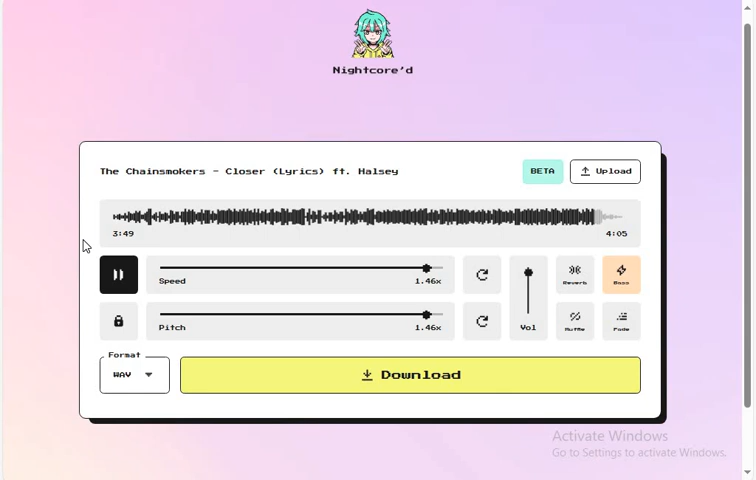 Nightcore'd
The Chainsmokers - Closer (Lyrics) ft. Halsey
BETA
Upload
3:49
4:05
Speed
1.46x
Reverb
Bass
Pitch
1.46x
Vol
Muffle
Fade
Format
WAV
Download
Activate Windows
Go to Settings to activate Windows.